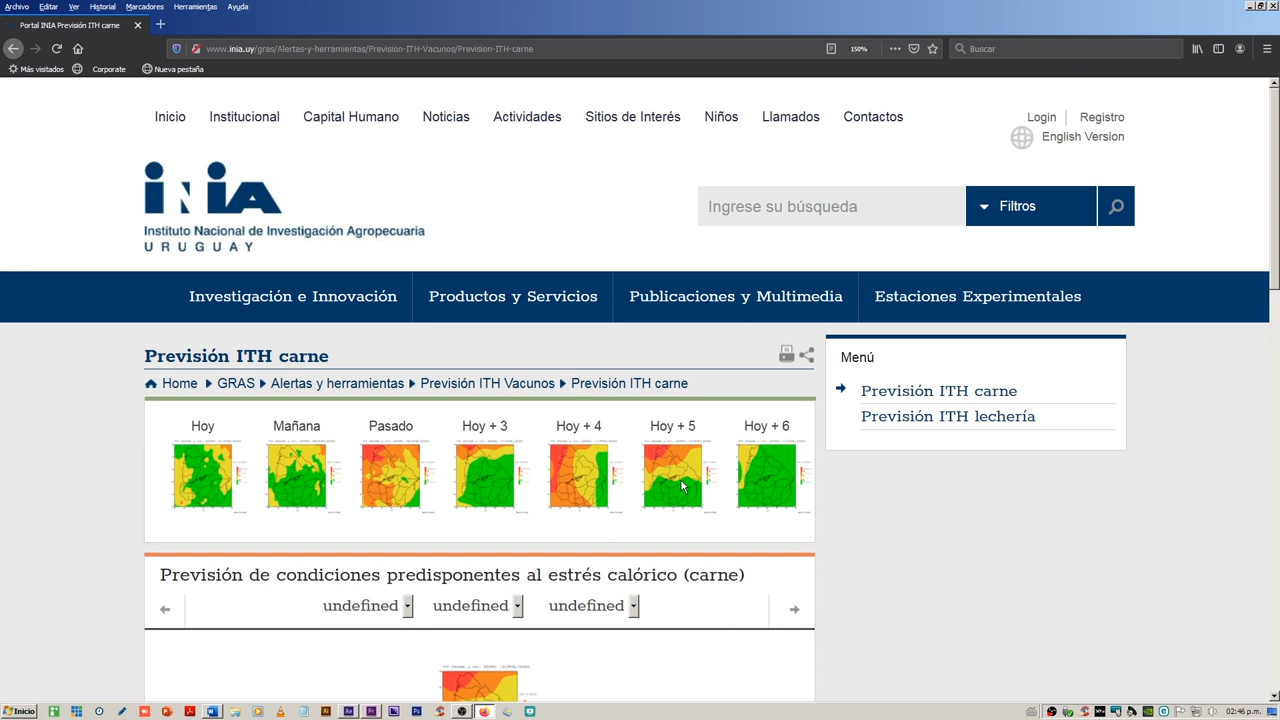 Archivo Editar Ver Historial Marcadores Herramientas Ayuda
Portal INIA Previsión ITH carne
www.inia.uy/gras/Alertas-y-herramientas/Prevision-ITH-Vacunos/Prevision-ITH-carne
150%
Buscar
Más visitados Corporate Nueva pestaña
Inicio Institucional Capital Humano Noticias Actividades Sitios de Interés Niños Llamados Contactos
Login Registro
English Version
INIA
Instituto Nacional de Investigación Agropecuaria
URUGUAY
Ingrese su búsqueda
Filtros
Investigación e Innovación Productos y Servicios Publicaciones y Multimedia Estaciones Experimentales
Previsión ITH carne
Home GRAS Alertas y herramientas Previsión ITH Vacunos Previsión ITH carne
Menú
Previsión ITH carne
Previsión ITH lechería
Hoy Mañana Pasado Hoy + 3 Hoy + 4 Hoy + 5 Hoy + 6
Previsión de condiciones predisponentes al estrés calórico (carne)
undefined undefined undefined
Inicio
02:46 p.m.